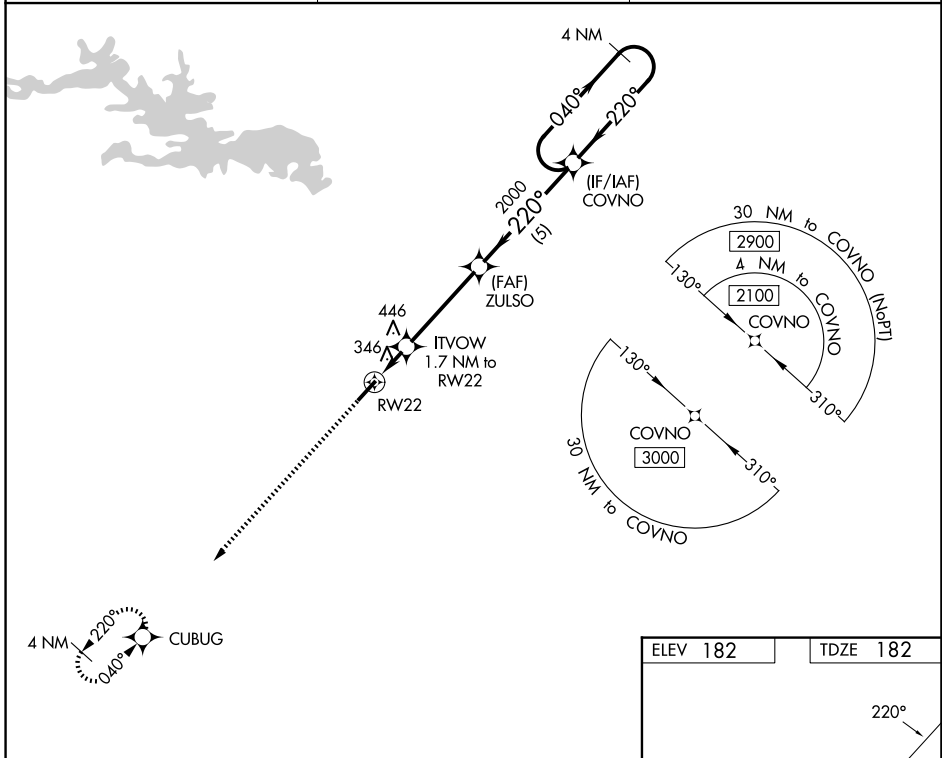 4 NM
040°
220°
(IF/IAF)
COVNO
2000
220°
(5)
(FAF)
ZULSO
446
346
ITVOW
1.7 NM to
RW22
RW22
30 NM to COVNO (NoPT)
2900
4 NM to COVNO
2100
130°
COVNO
310°
130°
COVNO
3000
310°
30 NM to COVNO
4 NM
220°
040°
CUBUG
ELEV 182
TDZE 182
220°